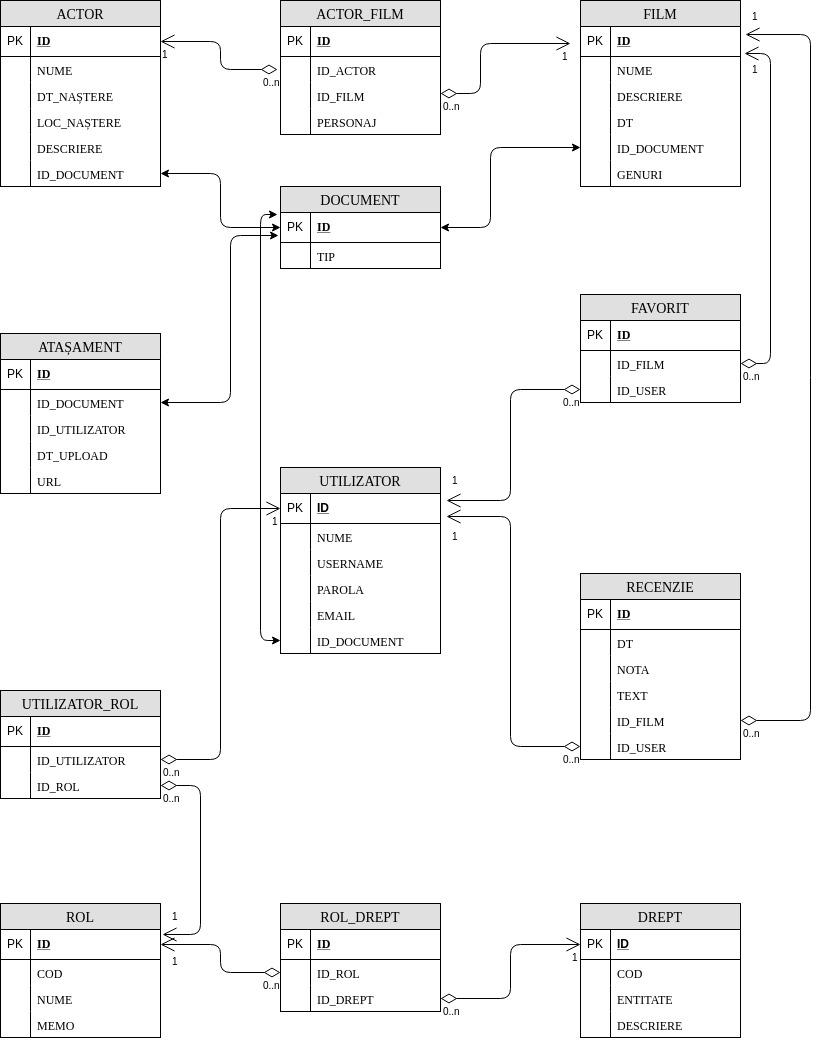 ACTOR
PK ID
NUME
DT_NAȘTERE
LOC_NAȘTERE
DESCRIERE
ID_DOCUMENT
1
ACTOR_FILM
PK ID
ID_ACTOR
ID_FILM
PERSONAJ
0..n
0..n
1
FILM
PK ID
NUME
DESCRIERE
DT
ID_DOCUMENT
GENURI
1
1
DOCUMENT
PK ID
TIP
FAVORIT
PK ID
ID_FILM
ID_USER
0..n
0..n
ATAȘAMENT
PK ID
ID_DOCUMENT
ID_UTILIZATOR
DT_UPLOAD
URL
UTILIZATOR
PK ID
NUME
USERNAME
PAROLA
EMAIL
ID_DOCUMENT
1
1
1
RECENZIE
PK ID
DT
NOTA
TEXT
ID_FILM
ID_USER
0..n
0..n
UTILIZATOR_ROL
PK ID
ID_UTILIZATOR
ID_ROL
0..n
0..n
ROL
PK ID
COD
NUME
MEMO
1
1
ROL_DREPT
PK ID
ID_ROL
ID_DREPT
0..n
0..n
1
DREPT
PK ID
COD
ENTITATE
DESCRIERE